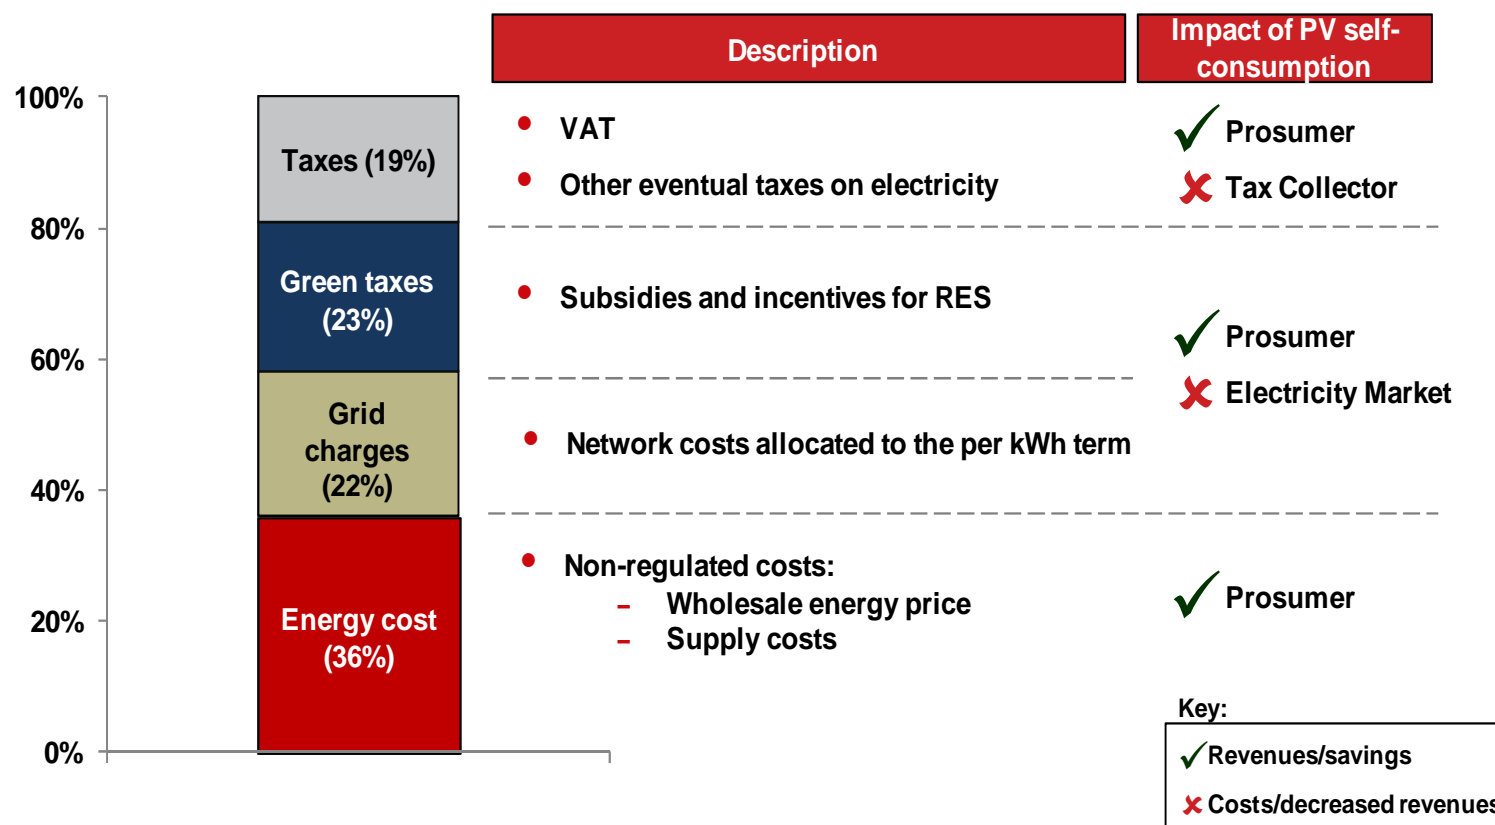 Description
Impact of PV self-
consumption
100%
80%
60%
40%
20%
0%
Taxes (19%)
Green taxes
(23%)
Grid
charges
(22%)
Energy cost
(36%)
• VAT
• Other eventual taxes on electricity
✓ Prosumer
✘ Tax Collector
• Subsidies and incentives for RES
✓ Prosumer
✘ Electricity Market
• Network costs allocated to the per kWh term
• Non-regulated costs:
– Wholesale energy price
– Supply costs
✓ Prosumer
Key:
✓ Revenues/savings
✘ Costs/decreased revenues